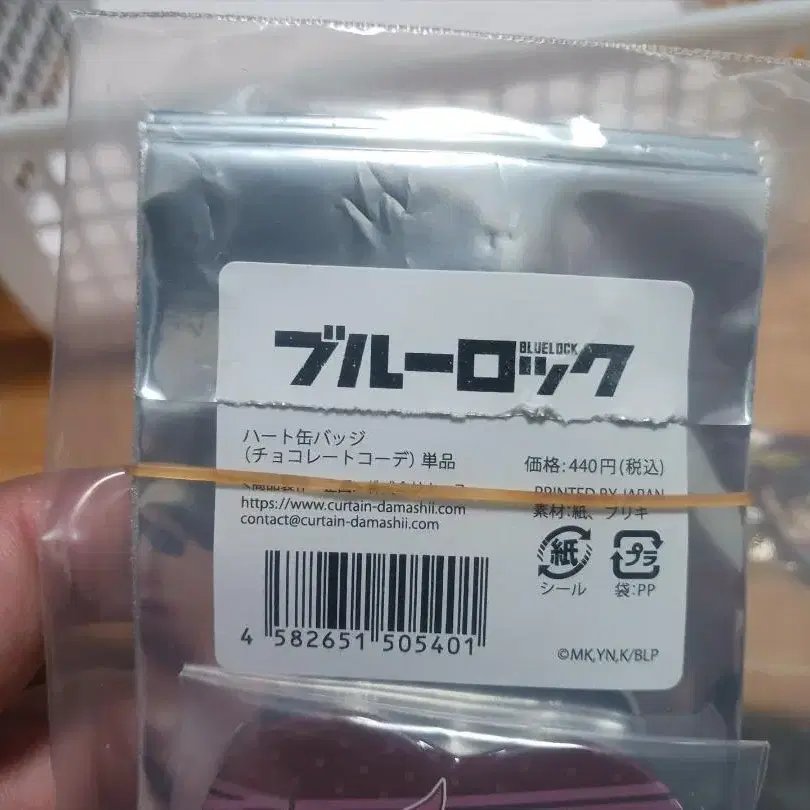 ブルーロック
BLUELOCK
ハート缶バッジ
(チョコレートコーデ) 単品
価格:440円(税込)
PRINTED BY JAPAN
https://www.curtain-damashii.com
素材:紙、ブリキ
contact@curtain-damashii.com
紙
プラ
シール
袋:PP
4 582651 505401
©MK,YN,K/BLP